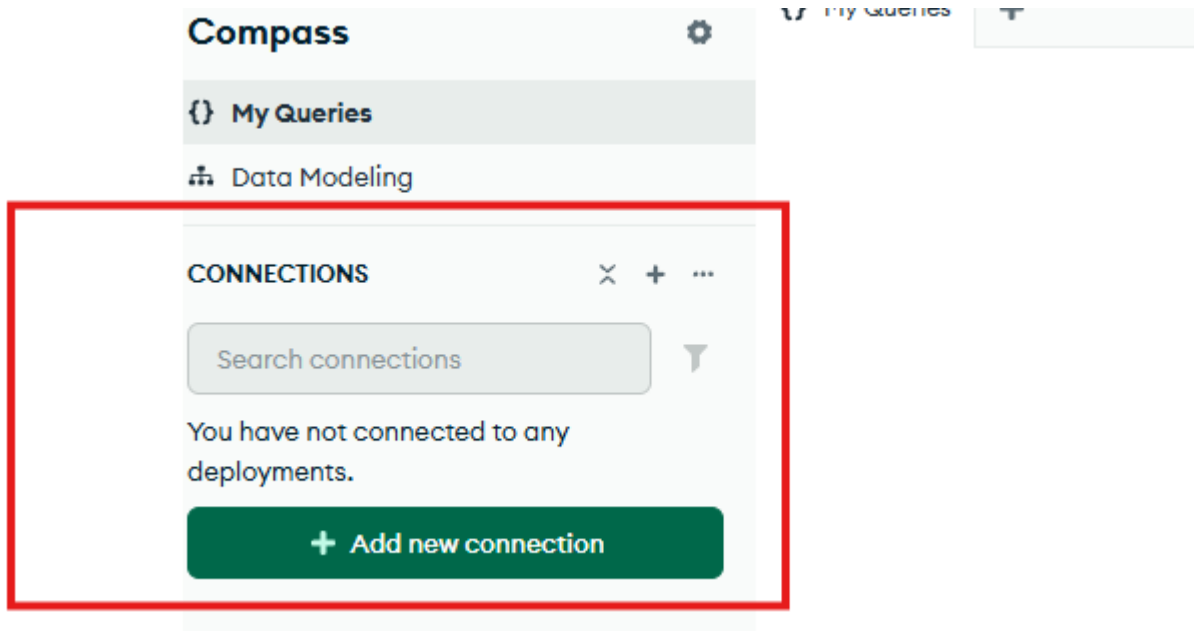 Compass
My Queries
{} My Queries
Data Modeling
CONNECTIONS
Search connections
You have not connected to any
deployments.
+ Add new connection